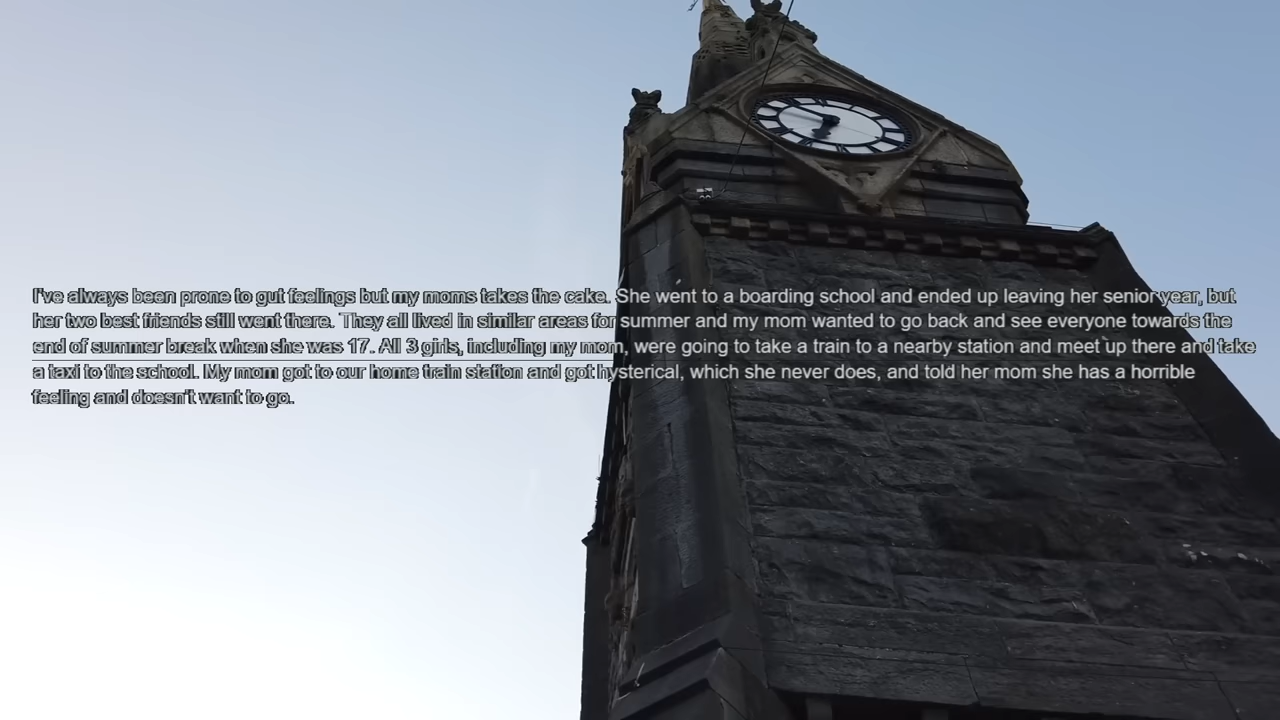 I've always been prone to gut feelings but my moms takes the cake. She went to a boarding school and ended up leaving her senior year, but
her two best friends still went there. They all lived in similar areas for summer and my mom wanted to go back and see everyone towards the
end of summer break when she was 17. All 3 girls, including my mom, were going to take a train to a nearby station and meet up there and take
a taxi to the school. My mom got to our home train station and got hysterical, which she never does, and told her mom she has a horrible
feeling and doesn't want to go.